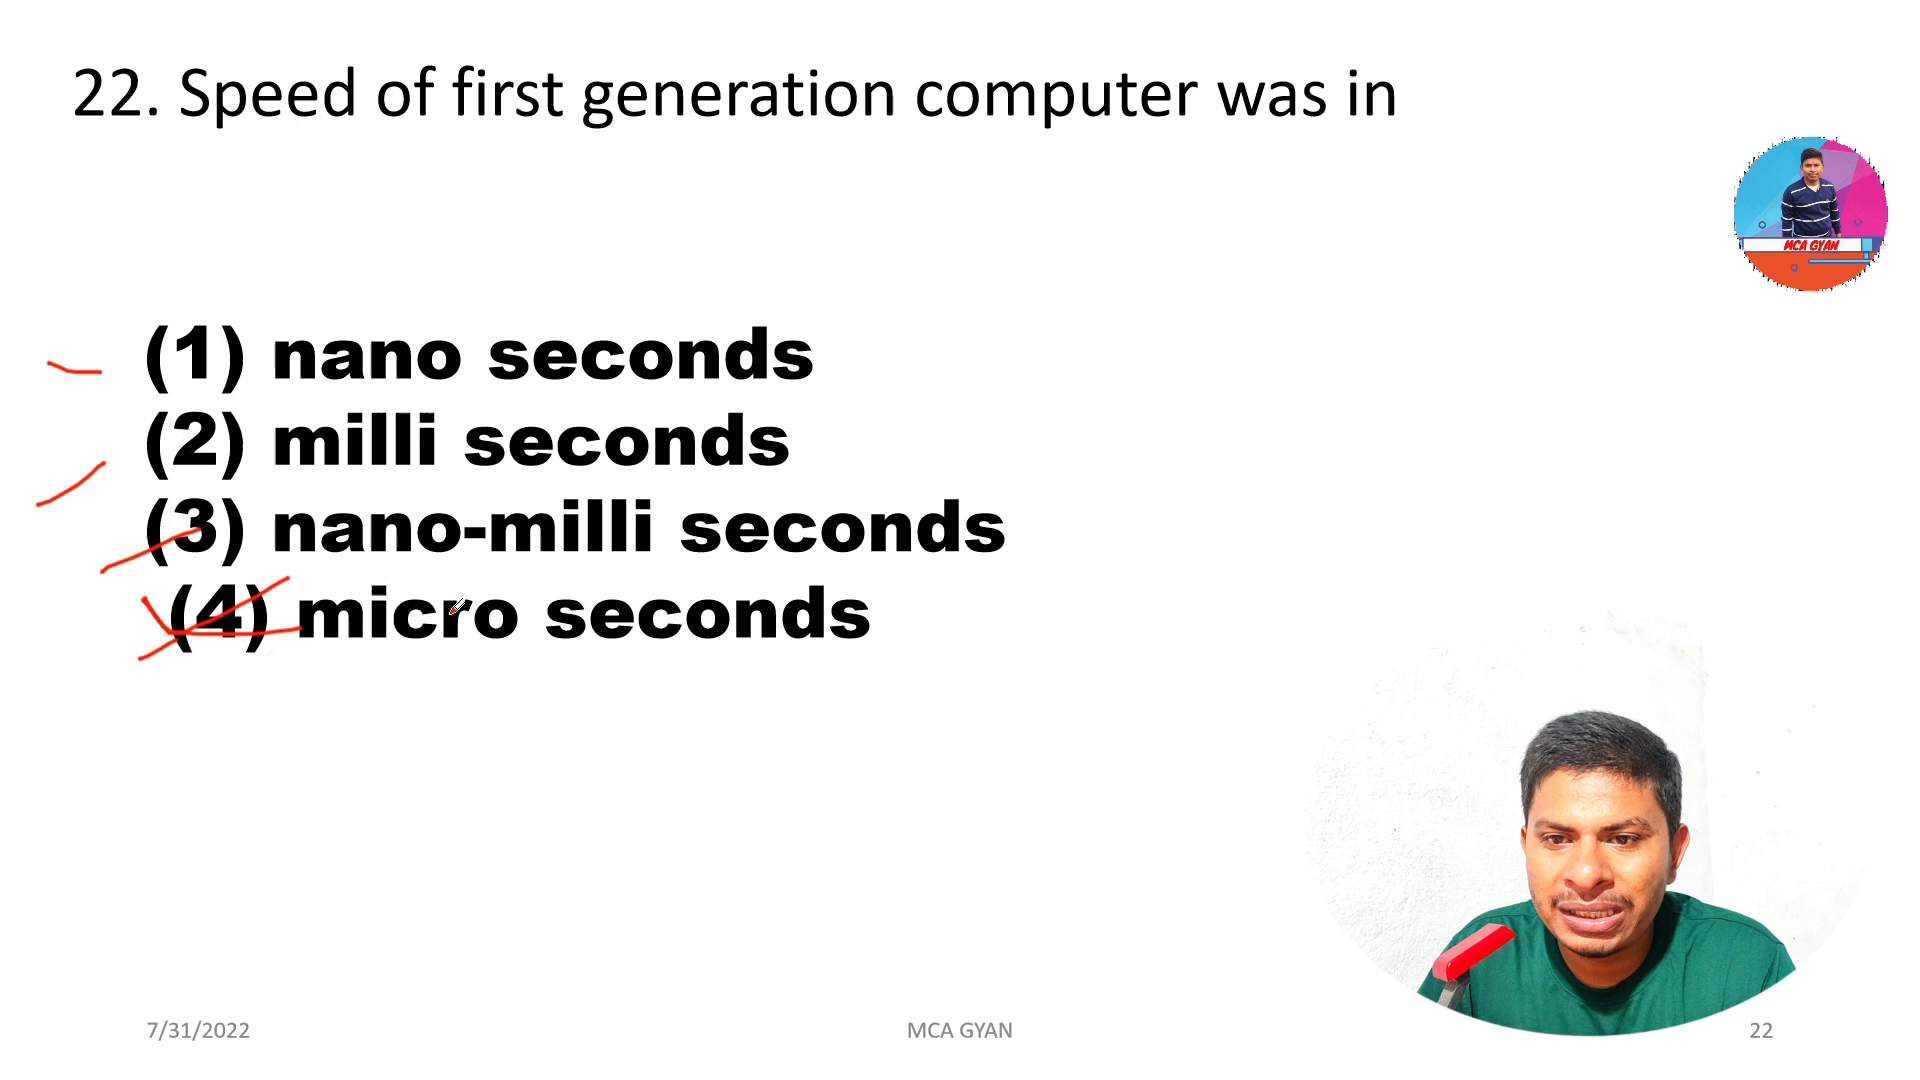 22. Speed of first generation computer was in
MCA GYAN
(1) nano seconds
(2) milli seconds
(3) nano-milli seconds
(4) micro seconds
7/31/2022
MCA GYAN
22